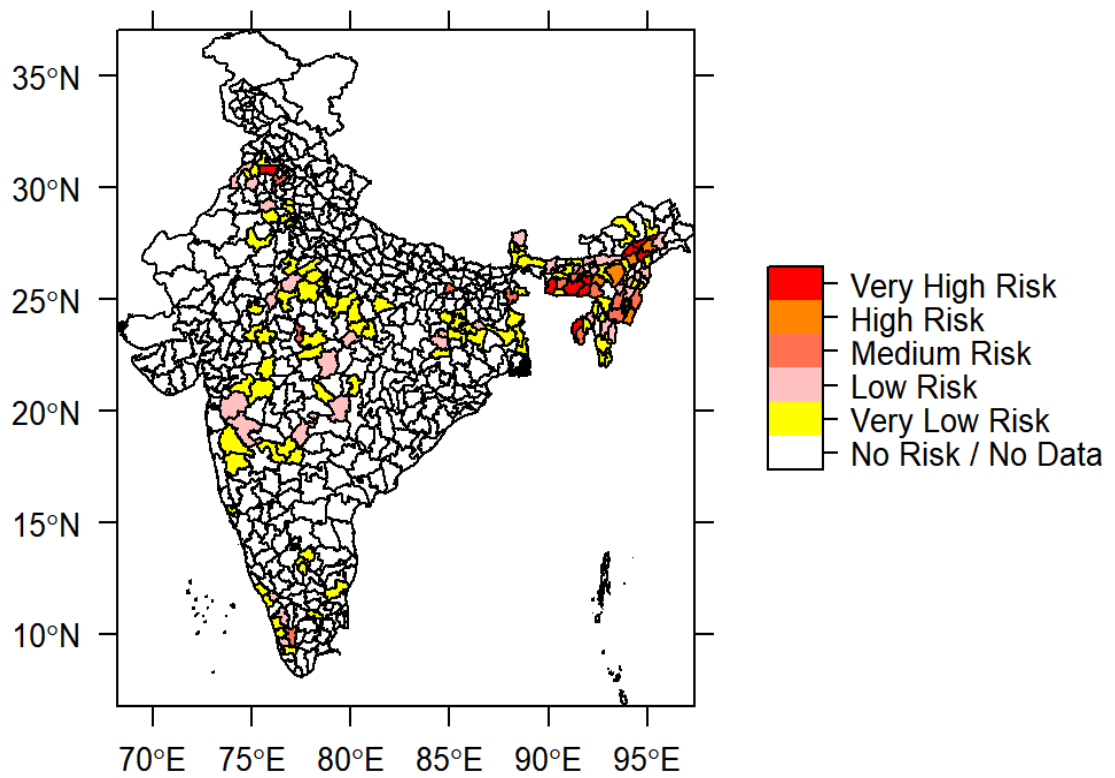 35°N
30°N
25°N
20°N
15°N
10°N
70°E 75°E 80°E 85°E 90°E 95°E
Very High Risk
High Risk
Medium Risk
Low Risk
Very Low Risk
No Risk / No Data